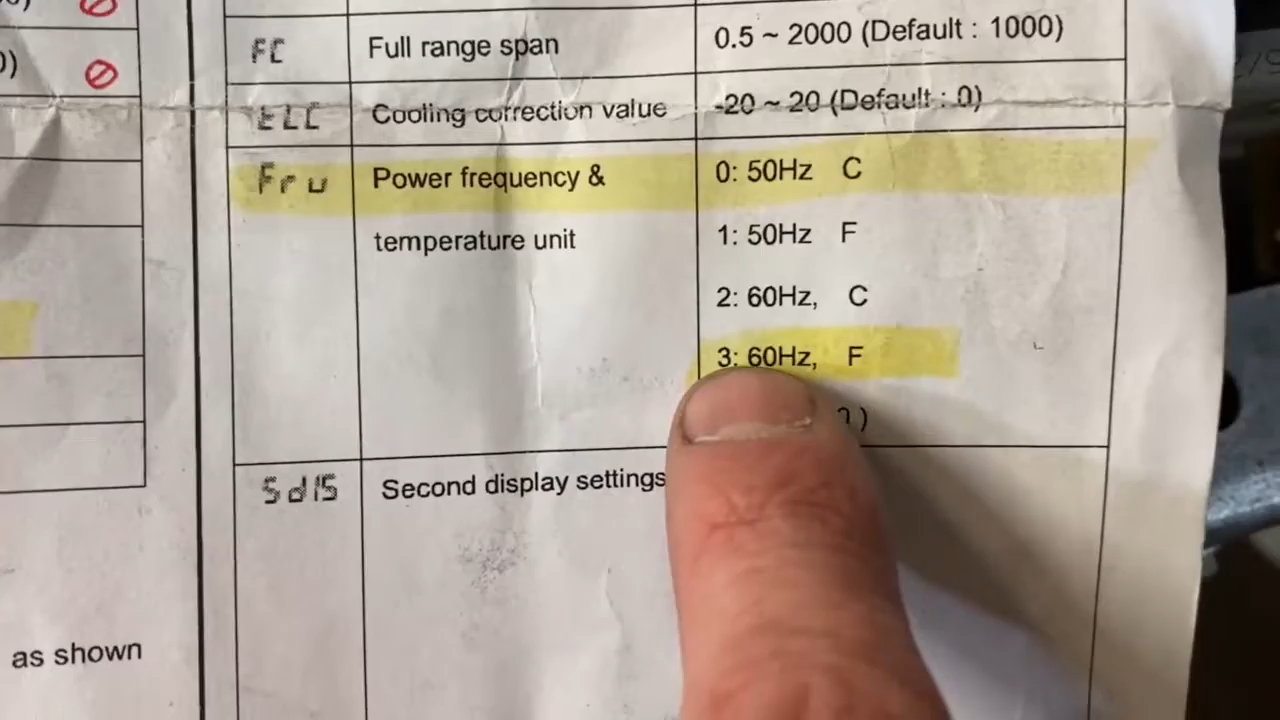 FC Full range span 0.5 ~ 2000 (Default : 1000)
tLC Cooling correction value -20 ~ 20 (Default : 0)
Fru Power frequency & 0: 50Hz C
temperature unit 1: 50Hz F
2: 60Hz, C
3: 60Hz, F
SdIS Second display settings
as shown